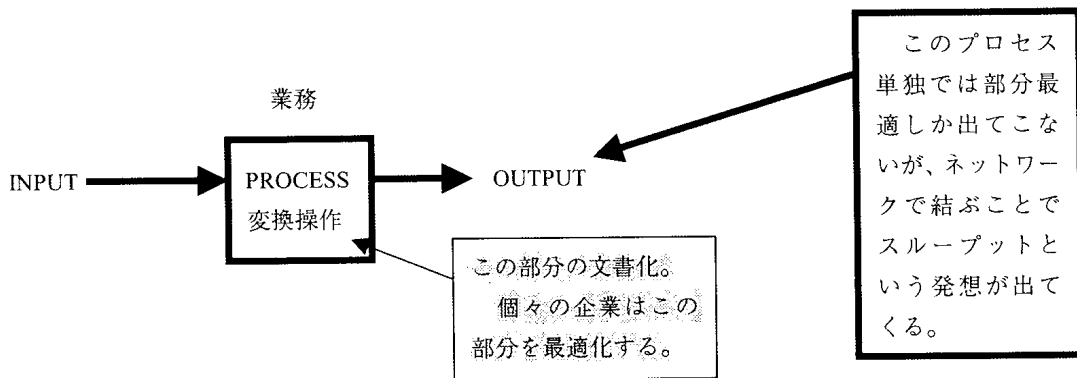 業務
INPUT
PROCESS
変換操作
OUTPUT
この部分の文書化。
個々の企業はこの
部分を最適化する。
このプロセス
単独では部分最
適しか出てこな
いが、ネットワー
クで結ぶことで
スループットと
いう発想が出て
くる。